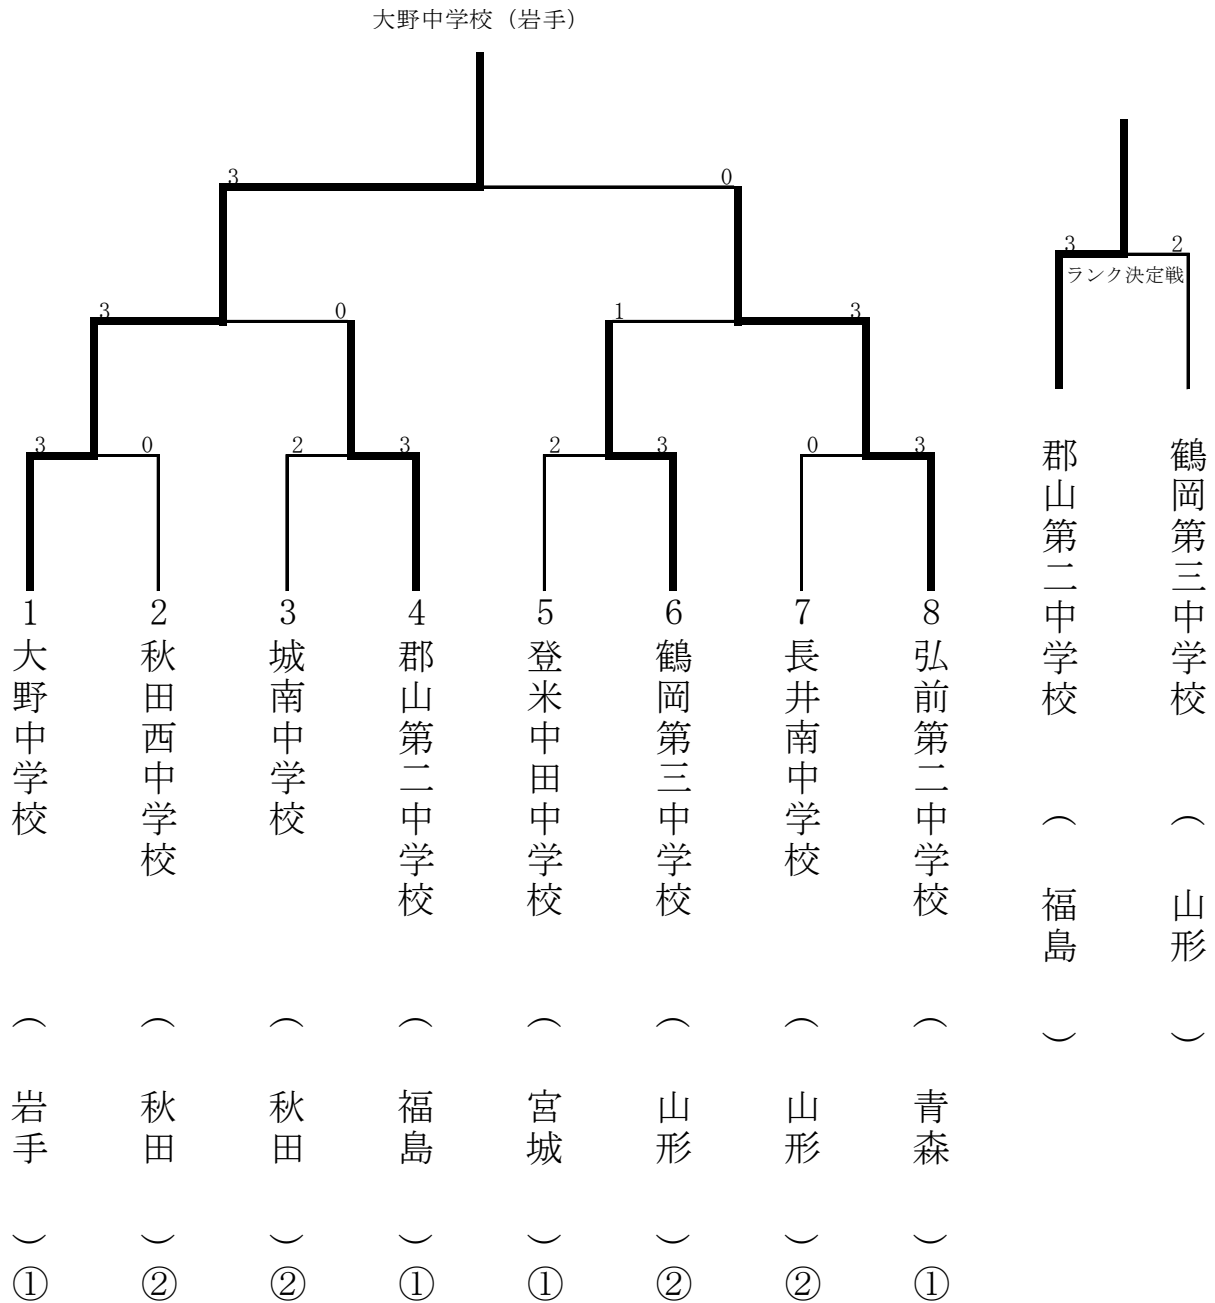 大野中学校（岩手）
3 0
3 2
ランク決定戦
3 0 1 3
3 0 2 3 2 3 0 3
1大野中学校（岩手）①
2秋田西中学校（秋田）②
3城南中学校（秋田）②
4郡山第二中学校（福島）①
5登米中田中学校（宮城）①
6鶴岡第三中学校（山形）②
7長井南中学校（山形）②
8弘前第二中学校（青森）①
郡山第二中学校（福島）
鶴岡第三中学校（山形）